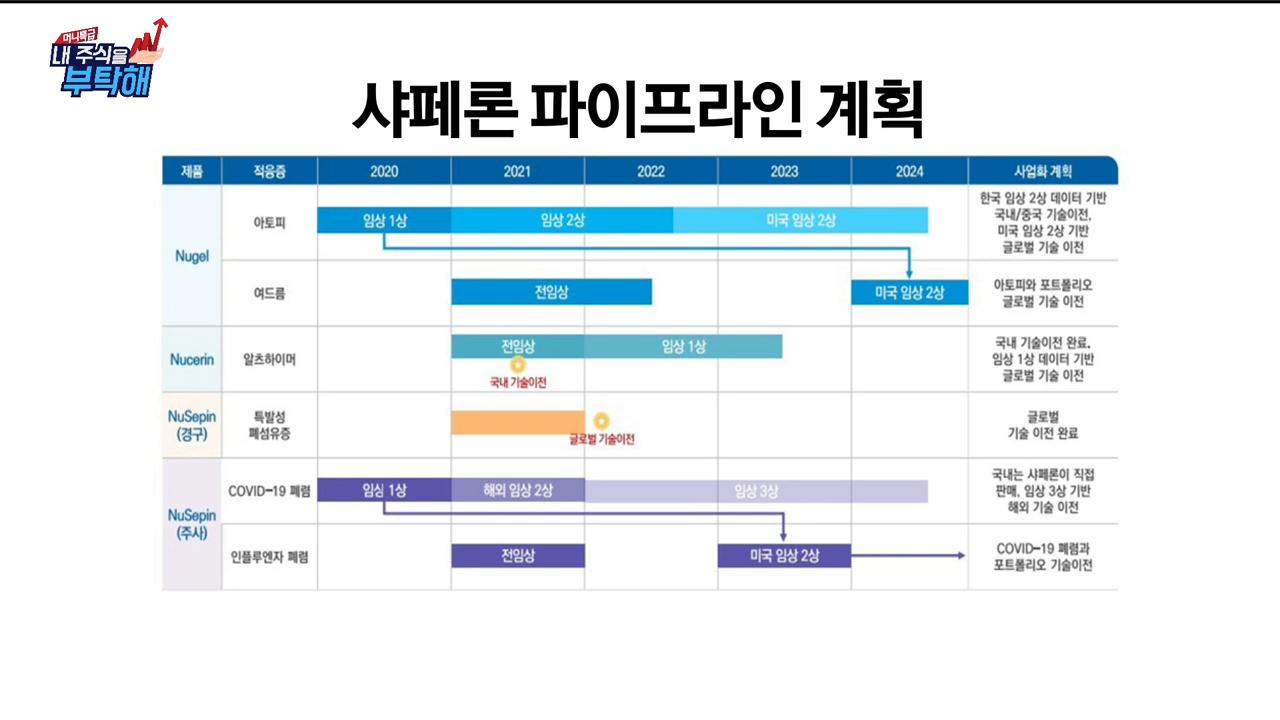 머니특급
내 주식을
부탁해
샤페론 파이프라인 계획
제품 적응증 2020 2021 2022 2023 2024 사업화 계획
Nugel
아토피
임상 1상 임상 2상 미국 임상 2상
한국 임상 2상 데이터 기반
국내/중국 기술이전,
미국 임상 2상 기반
글로벌 기술 이전
여드름
전임상 미국 임상 2상
아토피와 포트폴리오
글로벌 기술 이전
Nucerin
알츠하이머
전임상 임상 1상
국내 기술이전
국내 기술이전 완료.
임상 1상 데이터 기반
글로벌 기술 이전
NuSepin
(경구)
특발성
폐섬유증
글로벌 기술이전
글로벌
기술 이전 완료
NuSepin
(주사)
COVID-19 폐렴
임상 1상 해외 임상 2상 임상 3상
국내는 샤페론이 직접
판매, 임상 3상 기반
해외 기술 이전
인플루엔자 폐렴
전임상 미국 임상 2상
COVID-19 폐렴과
포트폴리오 기술이전